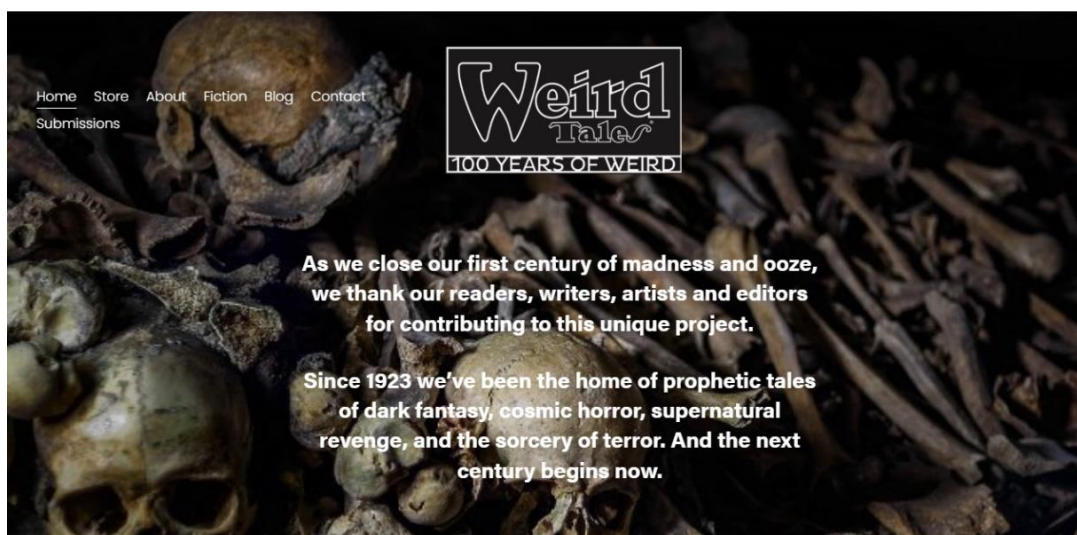 Home Store About Fiction Blog Contact
Submissions
Weird
Tales
100 YEARS OF WEIRD
As we close our first century of madness and ooze,
we thank our readers, writers, artists and editors
for contributing to this unique project.
Since 1923 we've been the home of prophetic tales
of dark fantasy, cosmic horror, supernatural
revenge, and the sorcery of terror. And the next
century begins now.